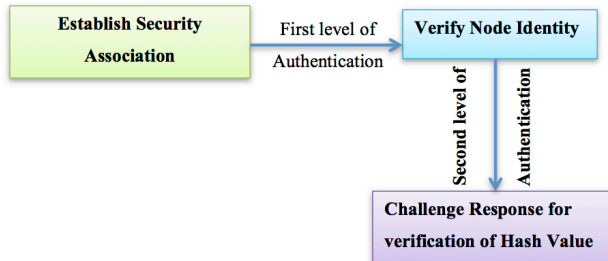 Establish Security
Association
First level of
Authentication
Verify Node Identity
Second level of
Authentication
Challenge Response for
verification of Hash Value